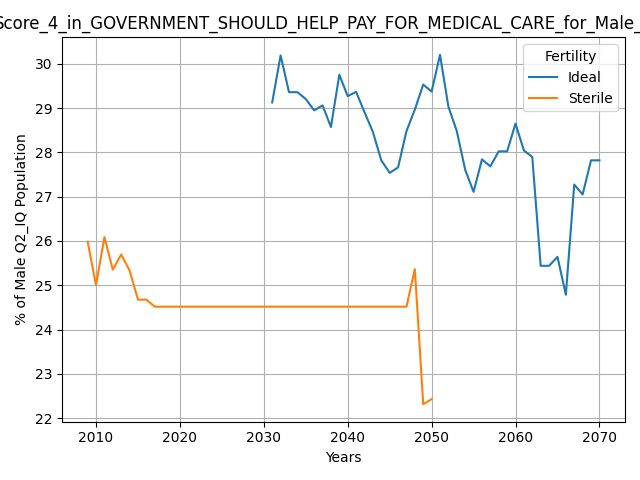 Score_4_in_GOVERNMENT_SHOULD_HELP_PAY_FOR_MEDICAL_CARE_for_Male_
Fertility
Ideal
Sterile
% of Male Q2_IQ Population
30
29
28
27
26
25
24
23
22
2010
2020
2030
2040
2050
2060
2070
Years